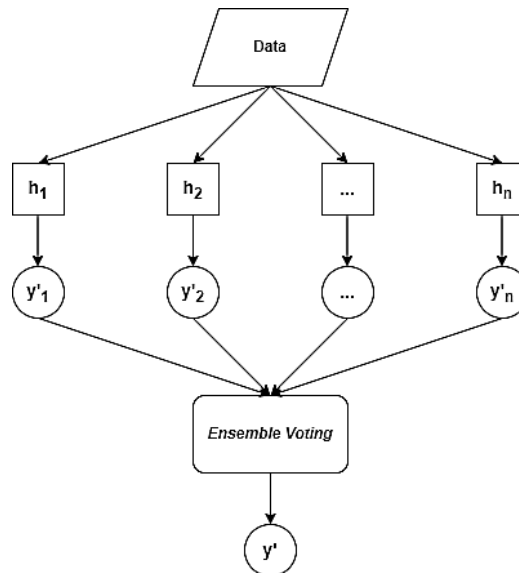 Data
h₁ h₂ ... hₙ
y'₁ y'₂ ... y'ₙ
Ensemble Voting
y'